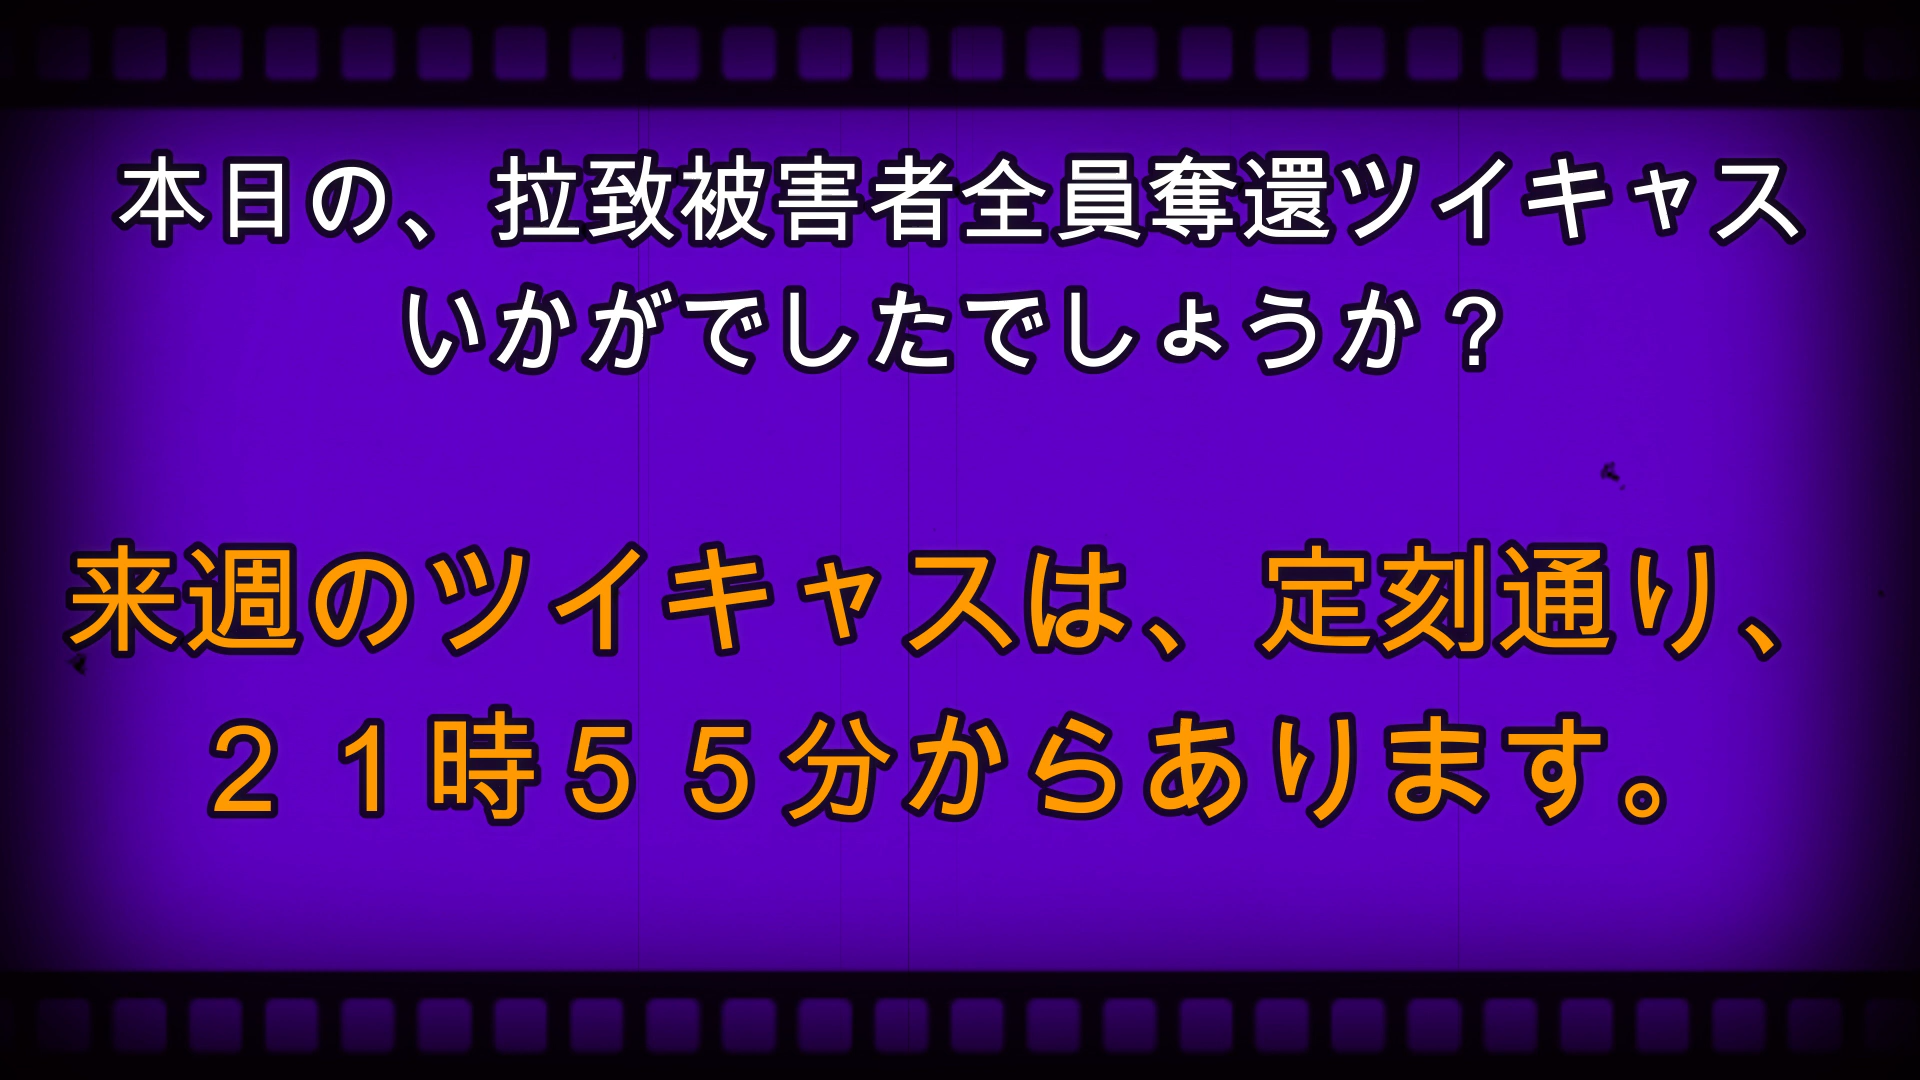 本日の、拉致被害者全員奪還ツイキャス
いかがでしたでしょうか？
来週のツイキャスは、定刻通り、
２１時５５分からあります。